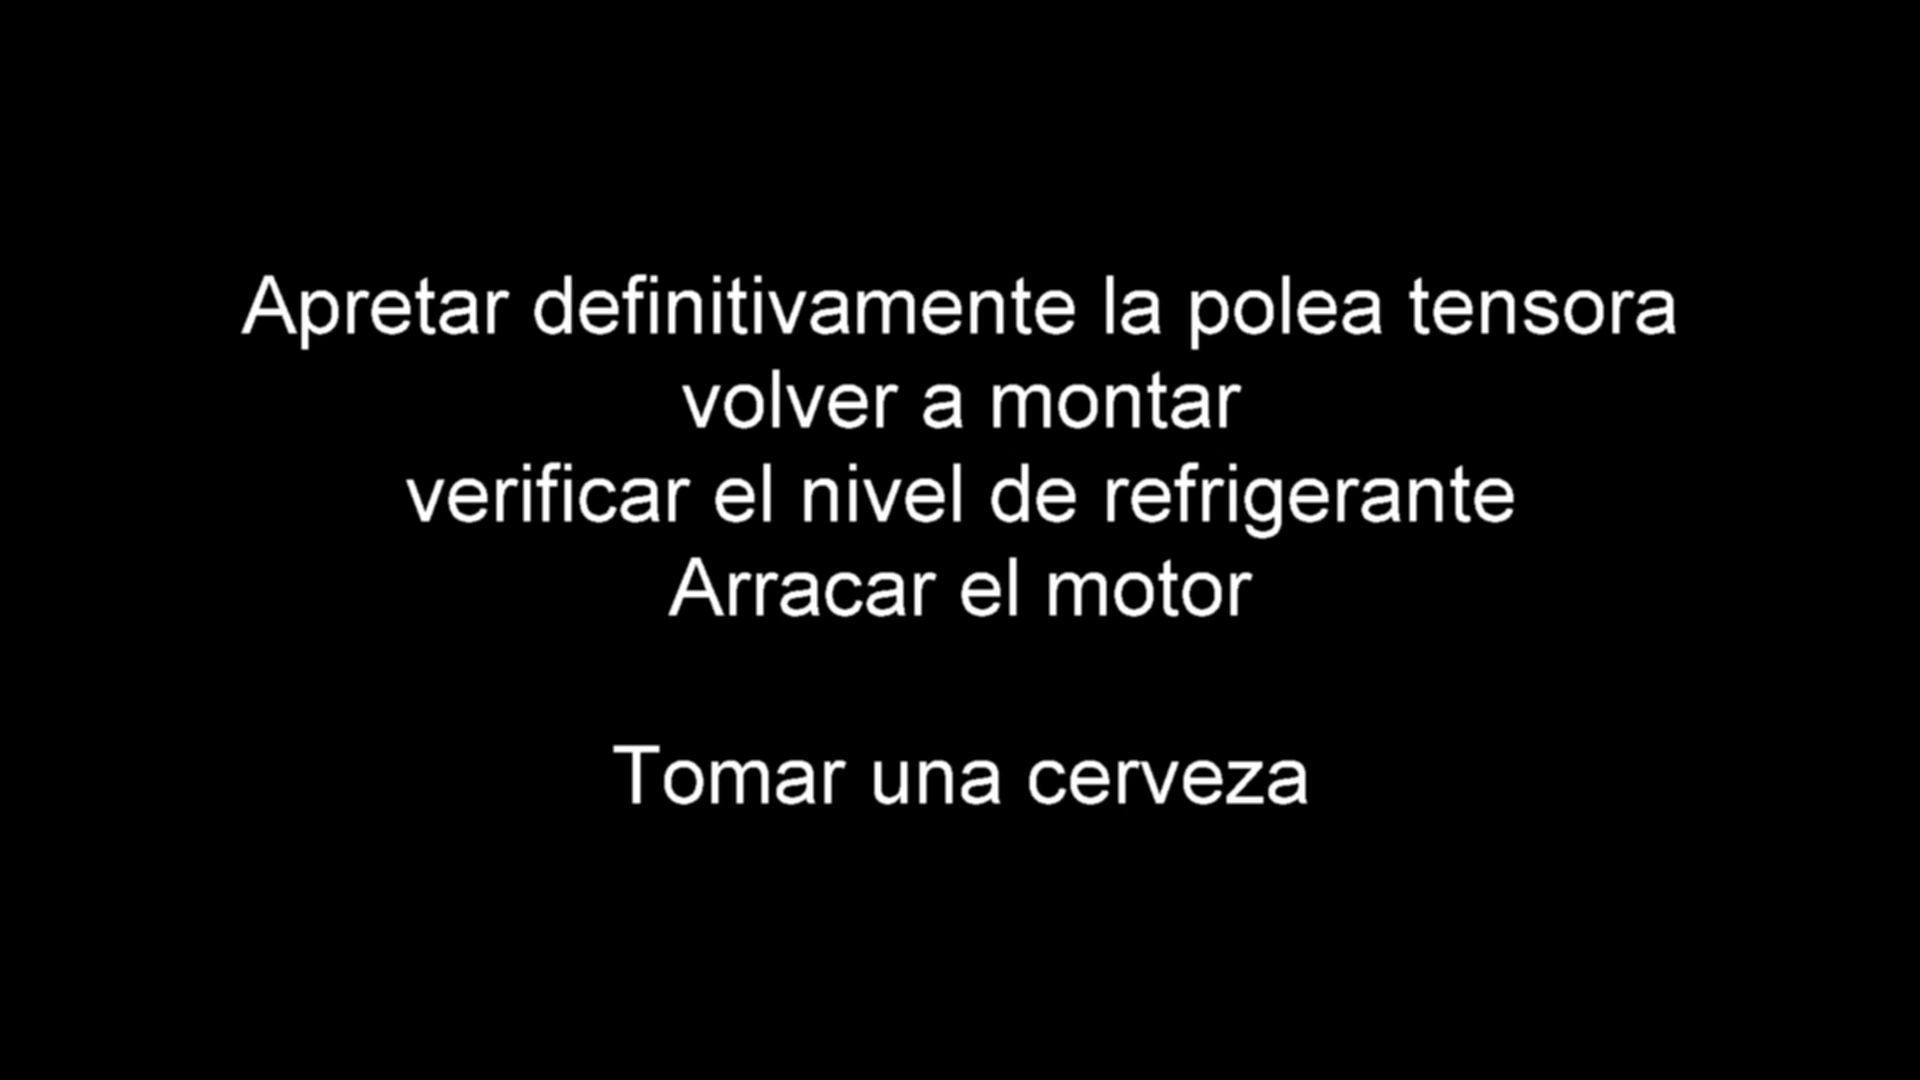 Apretar definitivamente la polea tensora
volver a montar
verificar el nivel de refrigerante
Arracar el motor
Tomar una cerveza